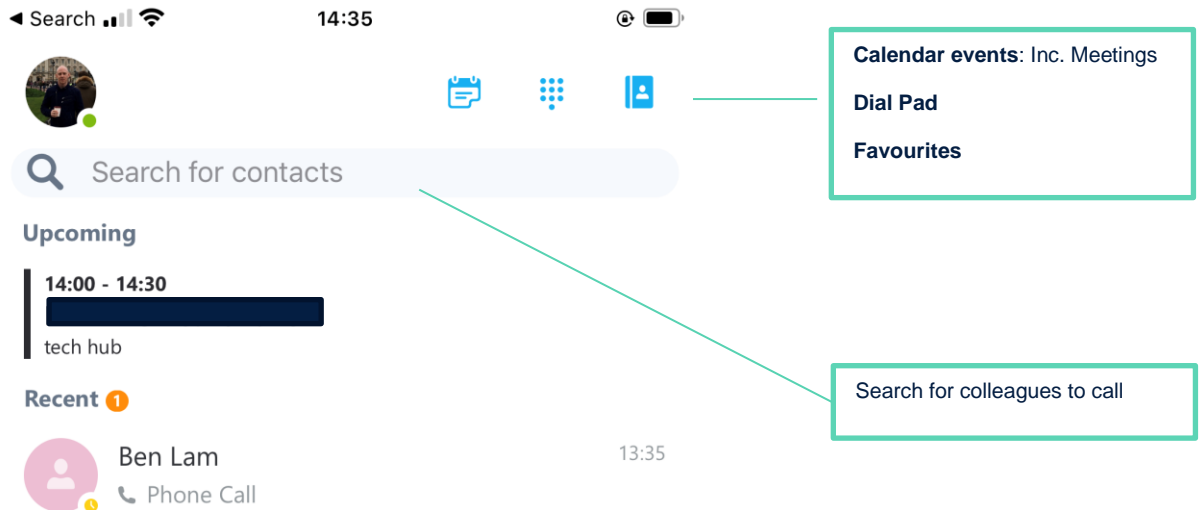 Search
14:35
Calendar events: Inc. Meetings
Dial Pad
Favourites
Search for contacts
Upcoming
14:00 - 14:30
tech hub
Search for colleagues to call
Recent 1
Ben Lam
13:35
Phone Call